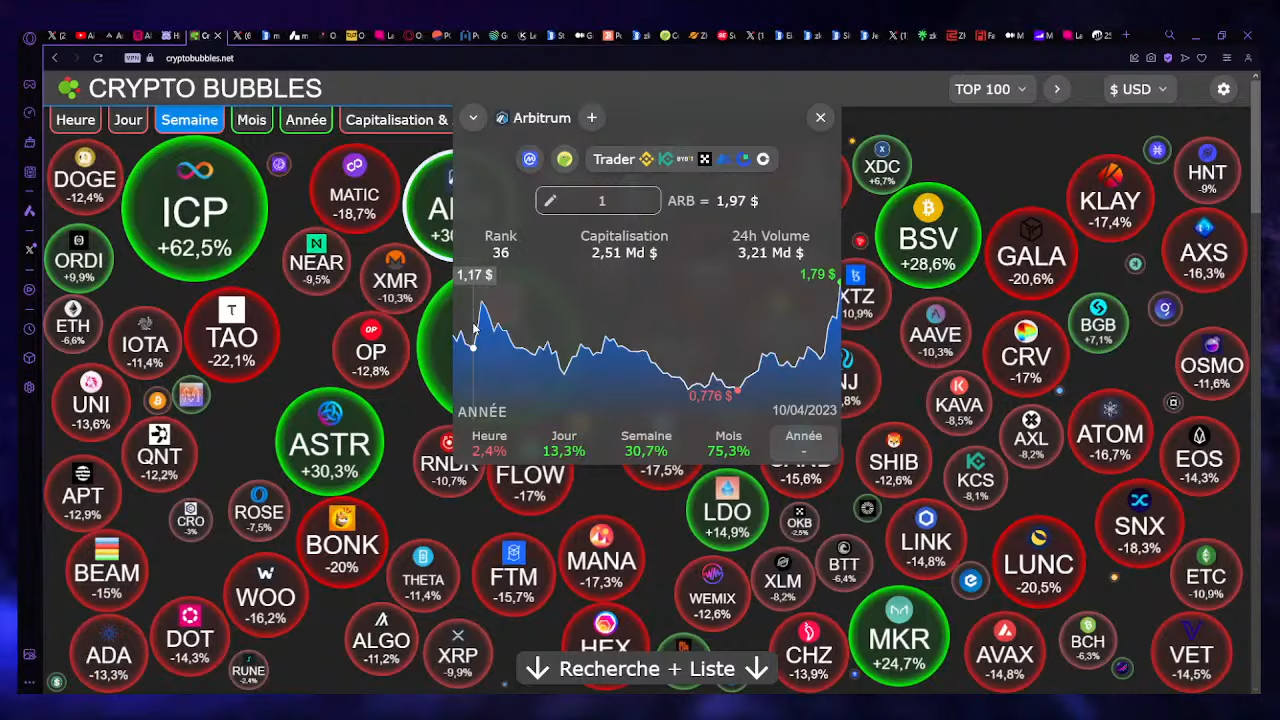 VPN cryptobubbles.net
CRYPTO BUBBLES
TOP 100
$ USD
Heure Jour Semaine Mois Année Capitalisation &
Arbitrum
Trader
1 ARB = 1,97 $
Rank Capitalisation 24h Volume
36 2,51 Md $ 3,21 Md $
1,17 $ 1,79 $
0,776 $
ANNÉE 10/04/2023
Heure Jour Semaine Mois Année
2,4% 13,3% 30,7% 75,3% -
DOGE
-12,4%
ICP
+62,5%
MATIC
-18,7%
XDC
+6,7%
BSV
+28,6%
KLAY
-17,4%
HNT
-9%
ORDI
+9,9%
NEAR
-9,5%
XMR
-10,3%
GALA
-20,6%
AXS
-16,3%
ETH
-6,6%
IOTA
-11,4%
TAO
-22,1%
OP
-12,8%
XTZ
AAVE
-10,3%
CRV
-17%
BGB
+7,1%
OSMO
-11,6%
UNI
-13,6%
KAVA
-8,5%
AXL
-8,2%
ATOM
-16,7%
QNT
-12,2%
ASTR
+30,3%
RNDR
-10,7%
FLOW
-17%
-17,5%
-15,6%
SHIB
-12,6%
KCS
-8,1%
EOS
-14,3%
APT
-12,9%
CRO
-3%
ROSE
-7,5%
BONK
-20%
LDO
+14,9%
OKB
-2,5%
LINK
-14,8%
SNX
-18,3%
BEAM
-15%
WOO
-16,2%
THETA
-11,4%
FTM
-15,7%
MANA
-17,3%
WEMIX
-12,6%
XLM
-8,2%
BTT
-6,4%
LUNC
-20,5%
ETC
-10,9%
ADA
-13,3%
DOT
-14,3%
RUNE
-2,4%
ALGO
-11,2%
XRP
-9,9%
HEX
CHZ
-13,9%
MKR
+24,7%
AVAX
-14,8%
BCH
-6,3%
VET
-14,5%
Recherche + Liste